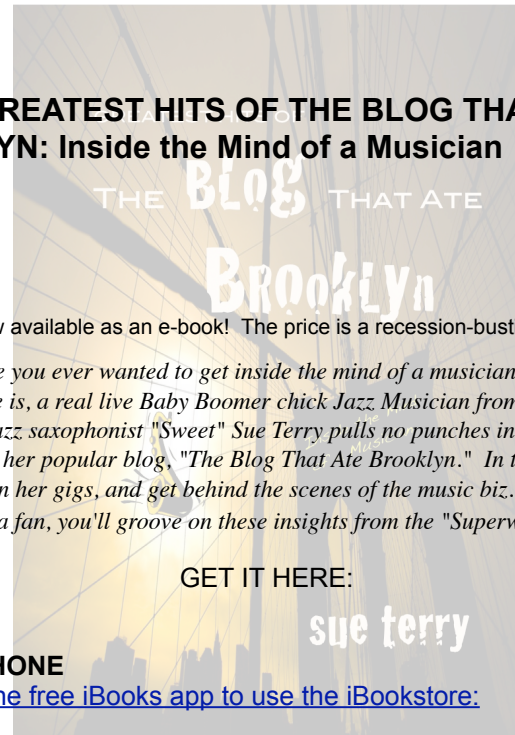 REATEST HITS OF THE BLOG THA
GREATEST HITS OF
YN: Inside the Mind of a Musician
THE BLOG THAT ATE
BROOKLYN
w available as an e-book!  The price is a recession-bust
e you ever wanted to get inside the mind of a musician
e is, a real live Baby Boomer chick Jazz Musician from
azz saxophonist "Sweet" Sue Terry pulls no punches in
her popular blog, "The Blog That Ate Brooklyn."  In t
n her gigs, and get behind the scenes of the music biz.
a fan, you'll groove on these insights from the "Superw
GET IT HERE:
sue terry
HONE
he free iBooks app to use the iBookstore: